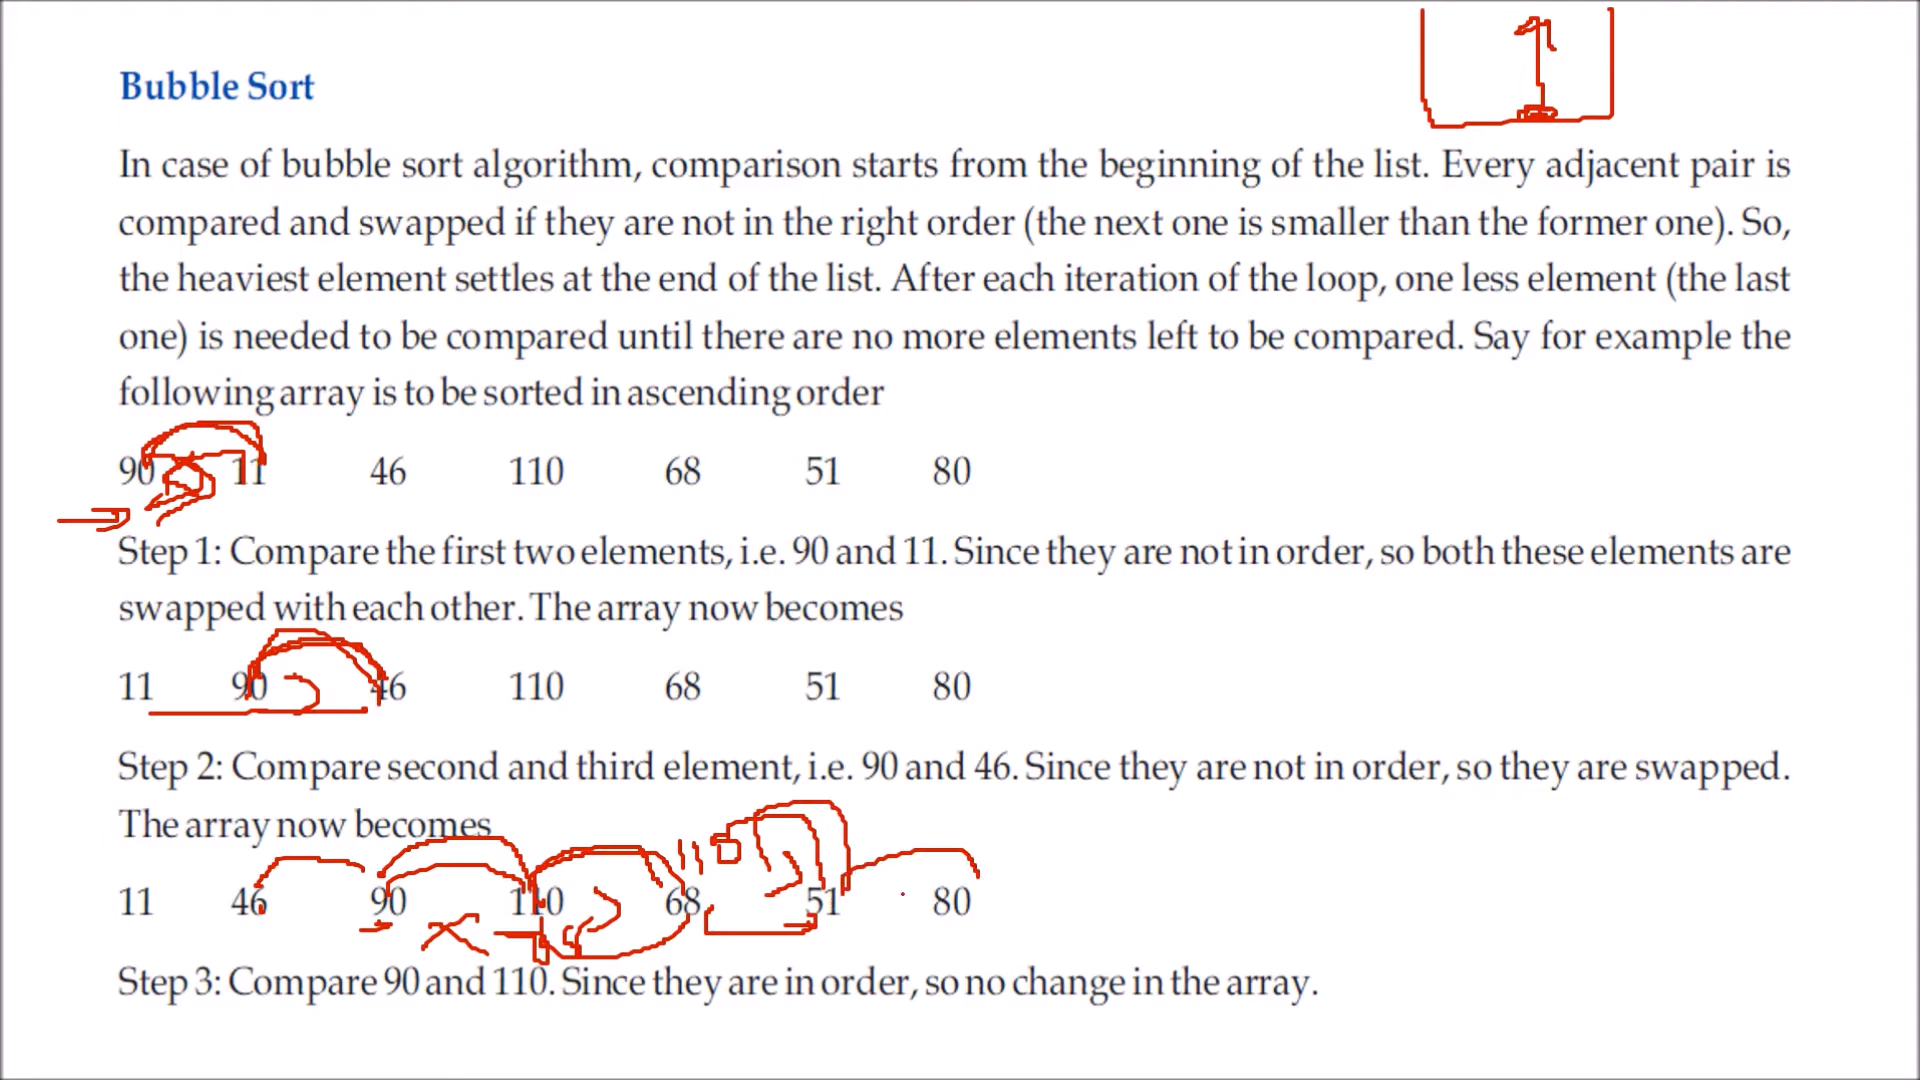 Bubble Sort
In case of bubble sort algorithm, comparison starts from the beginning of the list. Every adjacent pair is
compared and swapped if they are not in the right order (the next one is smaller than the former one). So,
the heaviest element settles at the end of the list. After each iteration of the loop, one less element (the last
one) is needed to be compared until there are no more elements left to be compared. Say for example the
following array is to be sorted in ascending order
90 11 46 110 68 51 80
Step 1: Compare the first two elements, i.e. 90 and 11. Since they are not in order, so both these elements are
swapped with each other. The array now becomes
11 90 46 110 68 51 80
Step 2: Compare second and third element, i.e. 90 and 46. Since they are not in order, so they are swapped.
The array now becomes
11 46 90 110 68 51 80
Step 3: Compare 90 and 110. Since they are in order, so no change in the array.